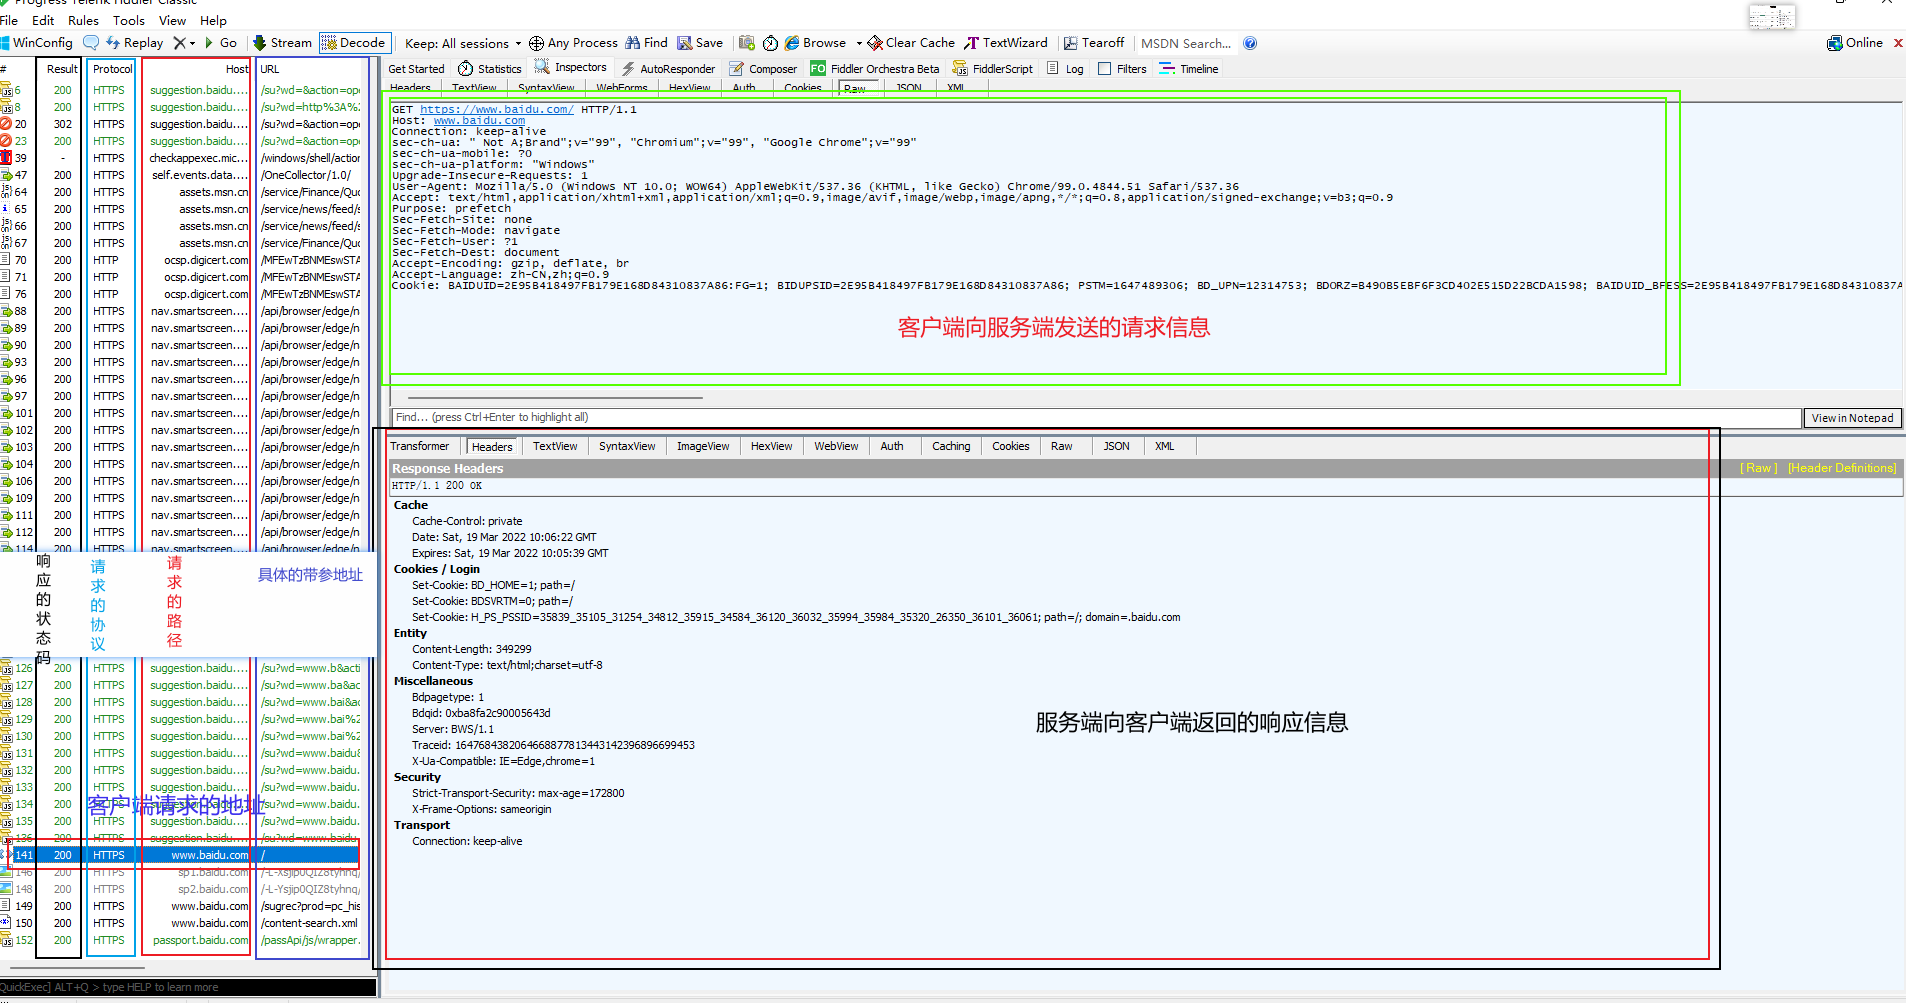 Progress Telerik Fiddler Classic
File Edit Rules Tools View Help
WinConfig Replay Go Stream Decode Keep: All sessions Any Process Find Save Browse Clear Cache TextWizard Tearoff MSDN Search... Online
# Result Protocol Host URL
6 200 HTTPS suggestion.baidu.... /su?wd=&action=ope
8 200 HTTPS suggestion.baidu.... /su?wd=http%3A%2
20 302 HTTPS suggestion.baidu.... /su?wd=&action=ope
23 200 HTTPS suggestion.baidu.... /su?wd=&action=ope
39 - HTTPS checkappexec.mic... /windows/shell/action
47 200 HTTPS self.events.data.... /OneCollector/1.0/
64 200 HTTPS assets.msn.cn /service/Finance/Quo
65 200 HTTPS assets.msn.cn /service/news/feed/s
66 200 HTTPS assets.msn.cn /service/news/feed/s
67 200 HTTPS assets.msn.cn /service/Finance/Quo
70 200 HTTP ocsp.digicert.com /MFEwTzBNMEswSTA
71 200 HTTP ocsp.digicert.com /MFEwTzBNMEswSTA
76 200 HTTP ocsp.digicert.com /MFEwTzBNMEswSTA
88 200 HTTPS nav.smartscreen.... /api/browser/edge/n
89 200 HTTPS nav.smartscreen.... /api/browser/edge/n
90 200 HTTPS nav.smartscreen.... /api/browser/edge/n
93 200 HTTPS nav.smartscreen.... /api/browser/edge/n
96 200 HTTPS nav.smartscreen.... /api/browser/edge/n
97 200 HTTPS nav.smartscreen.... /api/browser/edge/n
101 200 HTTPS nav.smartscreen.... /api/browser/edge/n
102 200 HTTPS nav.smartscreen.... /api/browser/edge/n
103 200 HTTPS nav.smartscreen.... /api/browser/edge/n
104 200 HTTPS nav.smartscreen.... /api/browser/edge/n
106 200 HTTPS nav.smartscreen.... /api/browser/edge/n
109 200 HTTPS nav.smartscreen.... /api/browser/edge/n
111 200 HTTPS nav.smartscreen.... /api/browser/edge/n
112 200 HTTPS nav.smartscreen.... /api/browser/edge/n
114 200 HTTPS nav.smartscreen.... /api/browser/edge/n
响应的状态码
请求的协议
请求的路径
具体的带参地址
126 200 HTTPS suggestion.baidu.... /su?wd=www.b&acti
127 200 HTTPS suggestion.baidu.... /su?wd=www.ba&ac
128 200 HTTPS suggestion.baidu.... /su?wd=www.bai&ac
129 200 HTTPS suggestion.baidu.... /su?wd=www.bai%2
130 200 HTTPS suggestion.baidu.... /su?wd=www.bai%2
131 200 HTTPS suggestion.baidu.... /su?wd=www.baidu8
132 200 HTTPS suggestion.baidu.... /su?wd=www.baidu.
133 200 HTTPS suggestion.baidu.... /su?wd=www.baidu.
134 200 HTTPS suggestion.baidu.... /su?wd=www.baidu.
客户端请求的地址
135 200 HTTPS suggestion.baidu.... /su?wd=www.baidu.
136 200 HTTPS suggestion.baidu.... /su?wd=www.baidu.
141 200 HTTPS www.baidu.com /
146 200 HTTPS sp1.baidu.com /-L-Xsjip0QIZ8tyhnq/
148 200 HTTPS sp2.baidu.com /-L-Ysjip0QIZ8tyhnq/
149 200 HTTPS www.baidu.com /sugrec?prod=pc_his
150 200 HTTPS www.baidu.com /content-search.xml
152 200 HTTPS passport.baidu.com /passApi/js/wrapper.
QuickExec] ALT+Q > type HELP to learn more
Get Started Statistics Inspectors AutoResponder Composer FO Fiddler Orchestra Beta FiddlerScript Log Filters Timeline
Headers TextView SyntaxView WebForms HexView Auth Cookies Raw JSON XML
GET https://www.baidu.com/ HTTP/1.1
Host: www.baidu.com
Connection: keep-alive
sec-ch-ua: " Not A;Brand";v="99", "Chromium";v="99", "Google Chrome";v="99"
sec-ch-ua-mobile: ?0
sec-ch-ua-platform: "Windows"
Upgrade-Insecure-Requests: 1
User-Agent: Mozilla/5.0 (Windows NT 10.0; WOW64) AppleWebKit/537.36 (KHTML, like Gecko) Chrome/99.0.4844.51 Safari/537.36
Accept: text/html,application/xhtml+xml,application/xml;q=0.9,image/avif,image/webp,image/apng,*/*;q=0.8,application/signed-exchange;v=b3;q=0.9
Purpose: prefetch
Sec-Fetch-Site: none
Sec-Fetch-Mode: navigate
Sec-Fetch-User: ?1
Sec-Fetch-Dest: document
Accept-Encoding: gzip, deflate, br
Accept-Language: zh-CN,zh;q=0.9
Cookie: BAIDUID=2E95B418497FB179E168D84310837A86:FG=1; BIDUPSID=2E95B418497FB179E168D84310837A86; PSTM=1647489306; BD_UPN=12314753; BDORZ=B490B5EBF6F3CD402E515D22BCDA1598; BAIDUID_BFESS=2E95B418497FB179E168D84310837A
客户端向服务端发送的请求信息
Find... (press Ctrl+Enter to highlight all) View in Notepad
Transformer Headers TextView SyntaxView ImageView HexView WebView Auth Caching Cookies Raw JSON XML
Response Headers [ Raw ] [Header Definitions]
HTTP/1.1 200 OK
Cache
Cache-Control: private
Date: Sat, 19 Mar 2022 10:06:22 GMT
Expires: Sat, 19 Mar 2022 10:05:39 GMT
Cookies / Login
Set-Cookie: BD_HOME=1; path=/
Set-Cookie: BDSVRTM=0; path=/
Set-Cookie: H_PS_PSSID=35839_35105_31254_34812_35915_34584_36120_36032_35994_35984_35320_26350_36101_36061; path=/; domain=.baidu.com
Entity
Content-Length: 349299
Content-Type: text/html;charset=utf-8
Miscellaneous
Bdpagetype: 1
Bdqid: 0xba8fa2c90005643d
Server: BWS/1.1
Traceid: 1647684382064668877813443142396896699453
X-Ua-Compatible: IE=Edge,chrome=1
服务端向客户端返回的响应信息
Security
Strict-Transport-Security: max-age=172800
X-Frame-Options: sameorigin
Transport
Connection: keep-alive